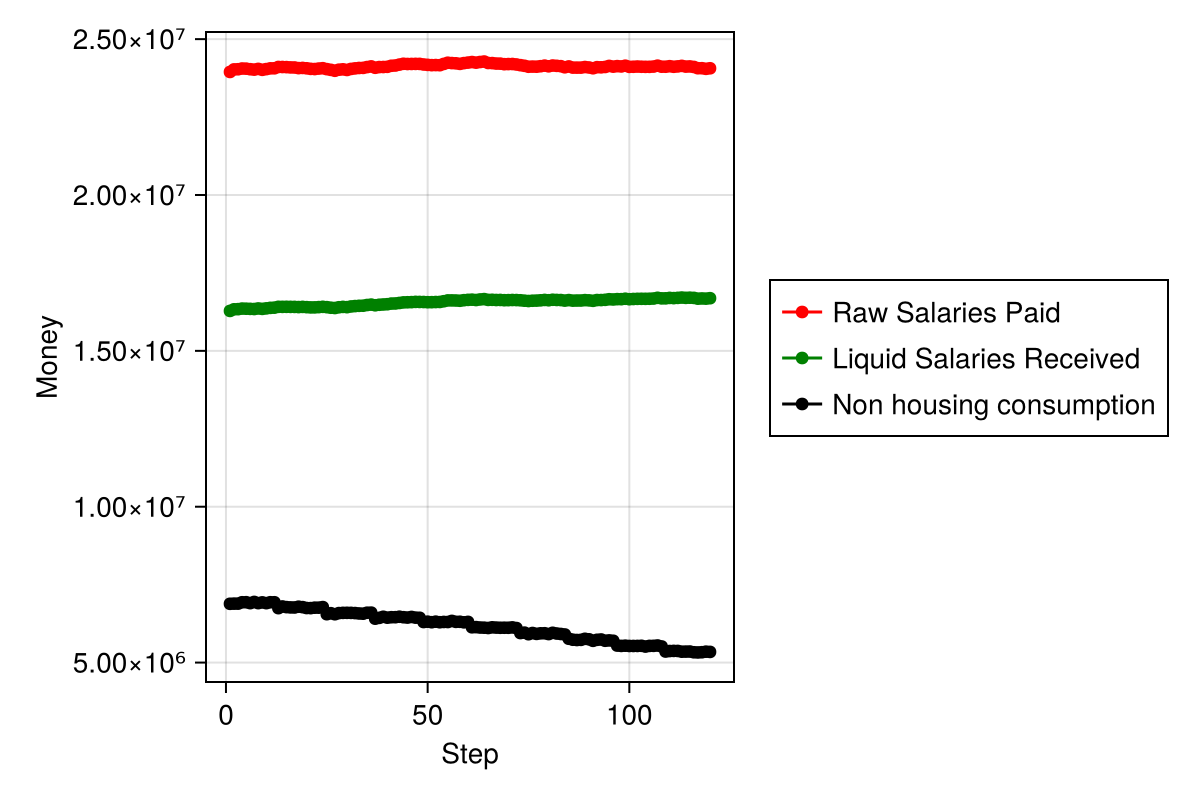 2.50×10⁷
2.00×10⁷
1.50×10⁷
1.00×10⁷
5.00×10⁶
Money
0 50 100
Step
Raw Salaries Paid
Liquid Salaries Received
Non housing consumption